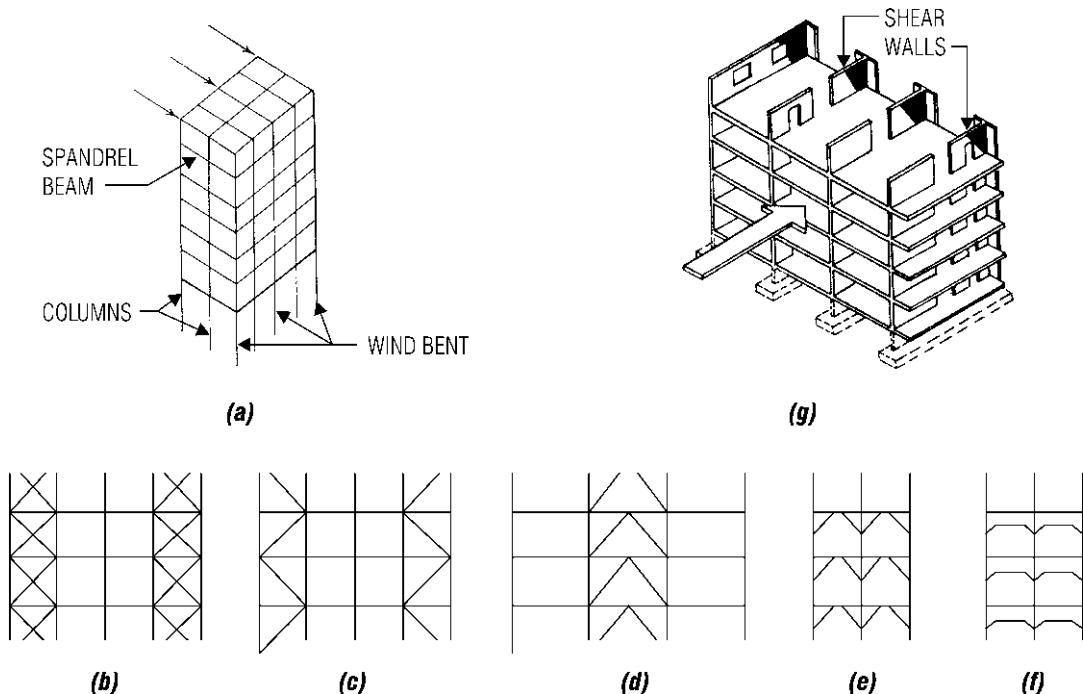 SHEAR
WALLS
SPANDREL
BEAM
COLUMNS
WIND BENT
(a)
(g)
(b)
(c)
(d)
(e)
(f)